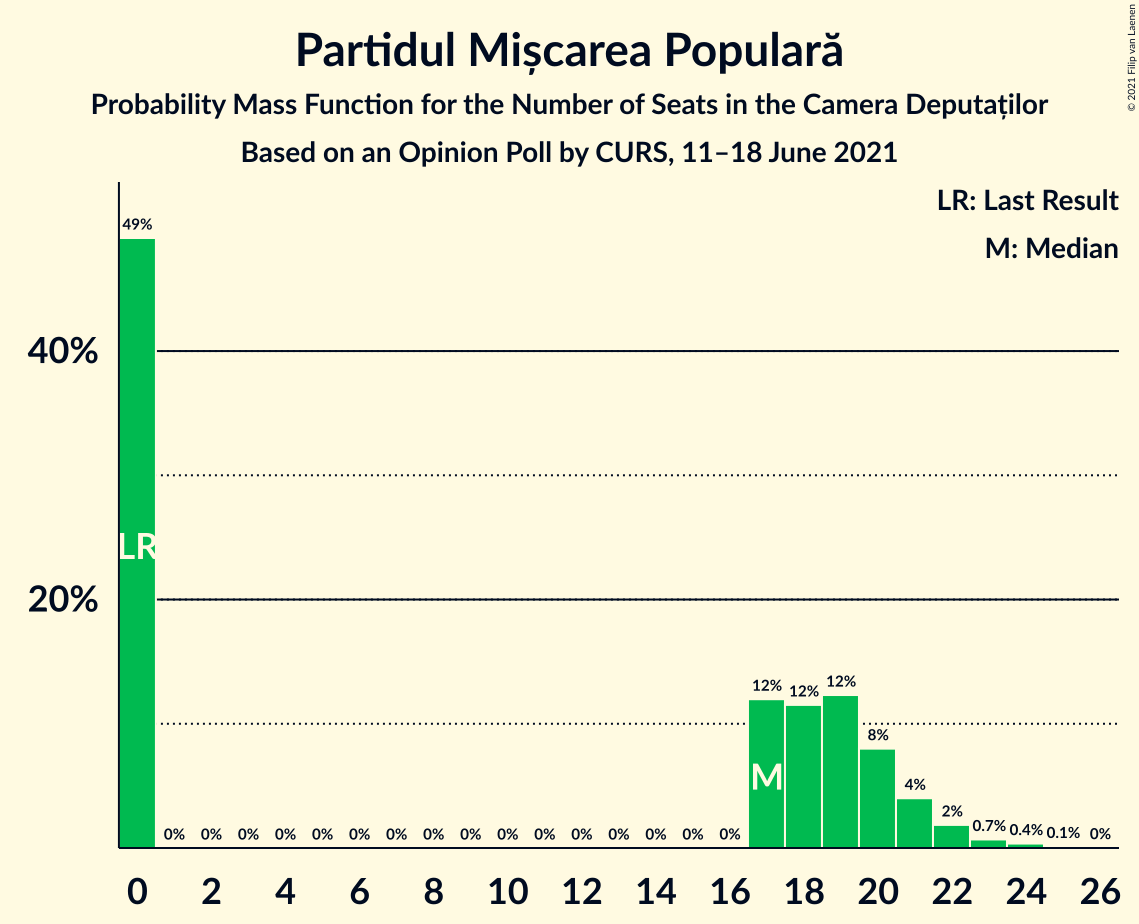 Partidul Mișcarea Populară
Probability Mass Function for the Number of Seats in the Camera Deputaților
Based on an Opinion Poll by CURS, 11–18 June 2021
© 2021 Filip van Laenen
LR: Last Result
M: Median
49%
40%
LR
20%
12% 12% 12% 8% 4% 2% 0.7% 0.4% 0.1% 0%
M
0% 0% 0% 0% 0% 0% 0% 0% 0% 0% 0% 0% 0% 0% 0% 0%
0 2 4 6 8 10 12 14 16 18 20 22 24 26